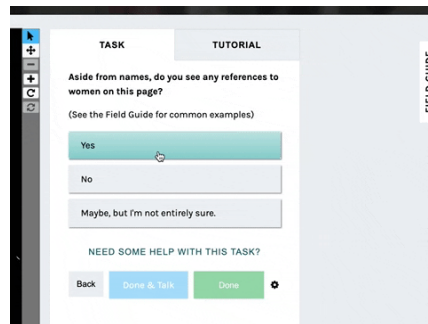 TASK
TUTORIAL
Aside from names, do you see any references to
women on this page?
(See the Field Guide for common examples)
Yes
No
Maybe, but I'm not entirely sure.
NEED SOME HELP WITH THIS TASK?
Back
Done & Talk
Done
FIELD GUIDE